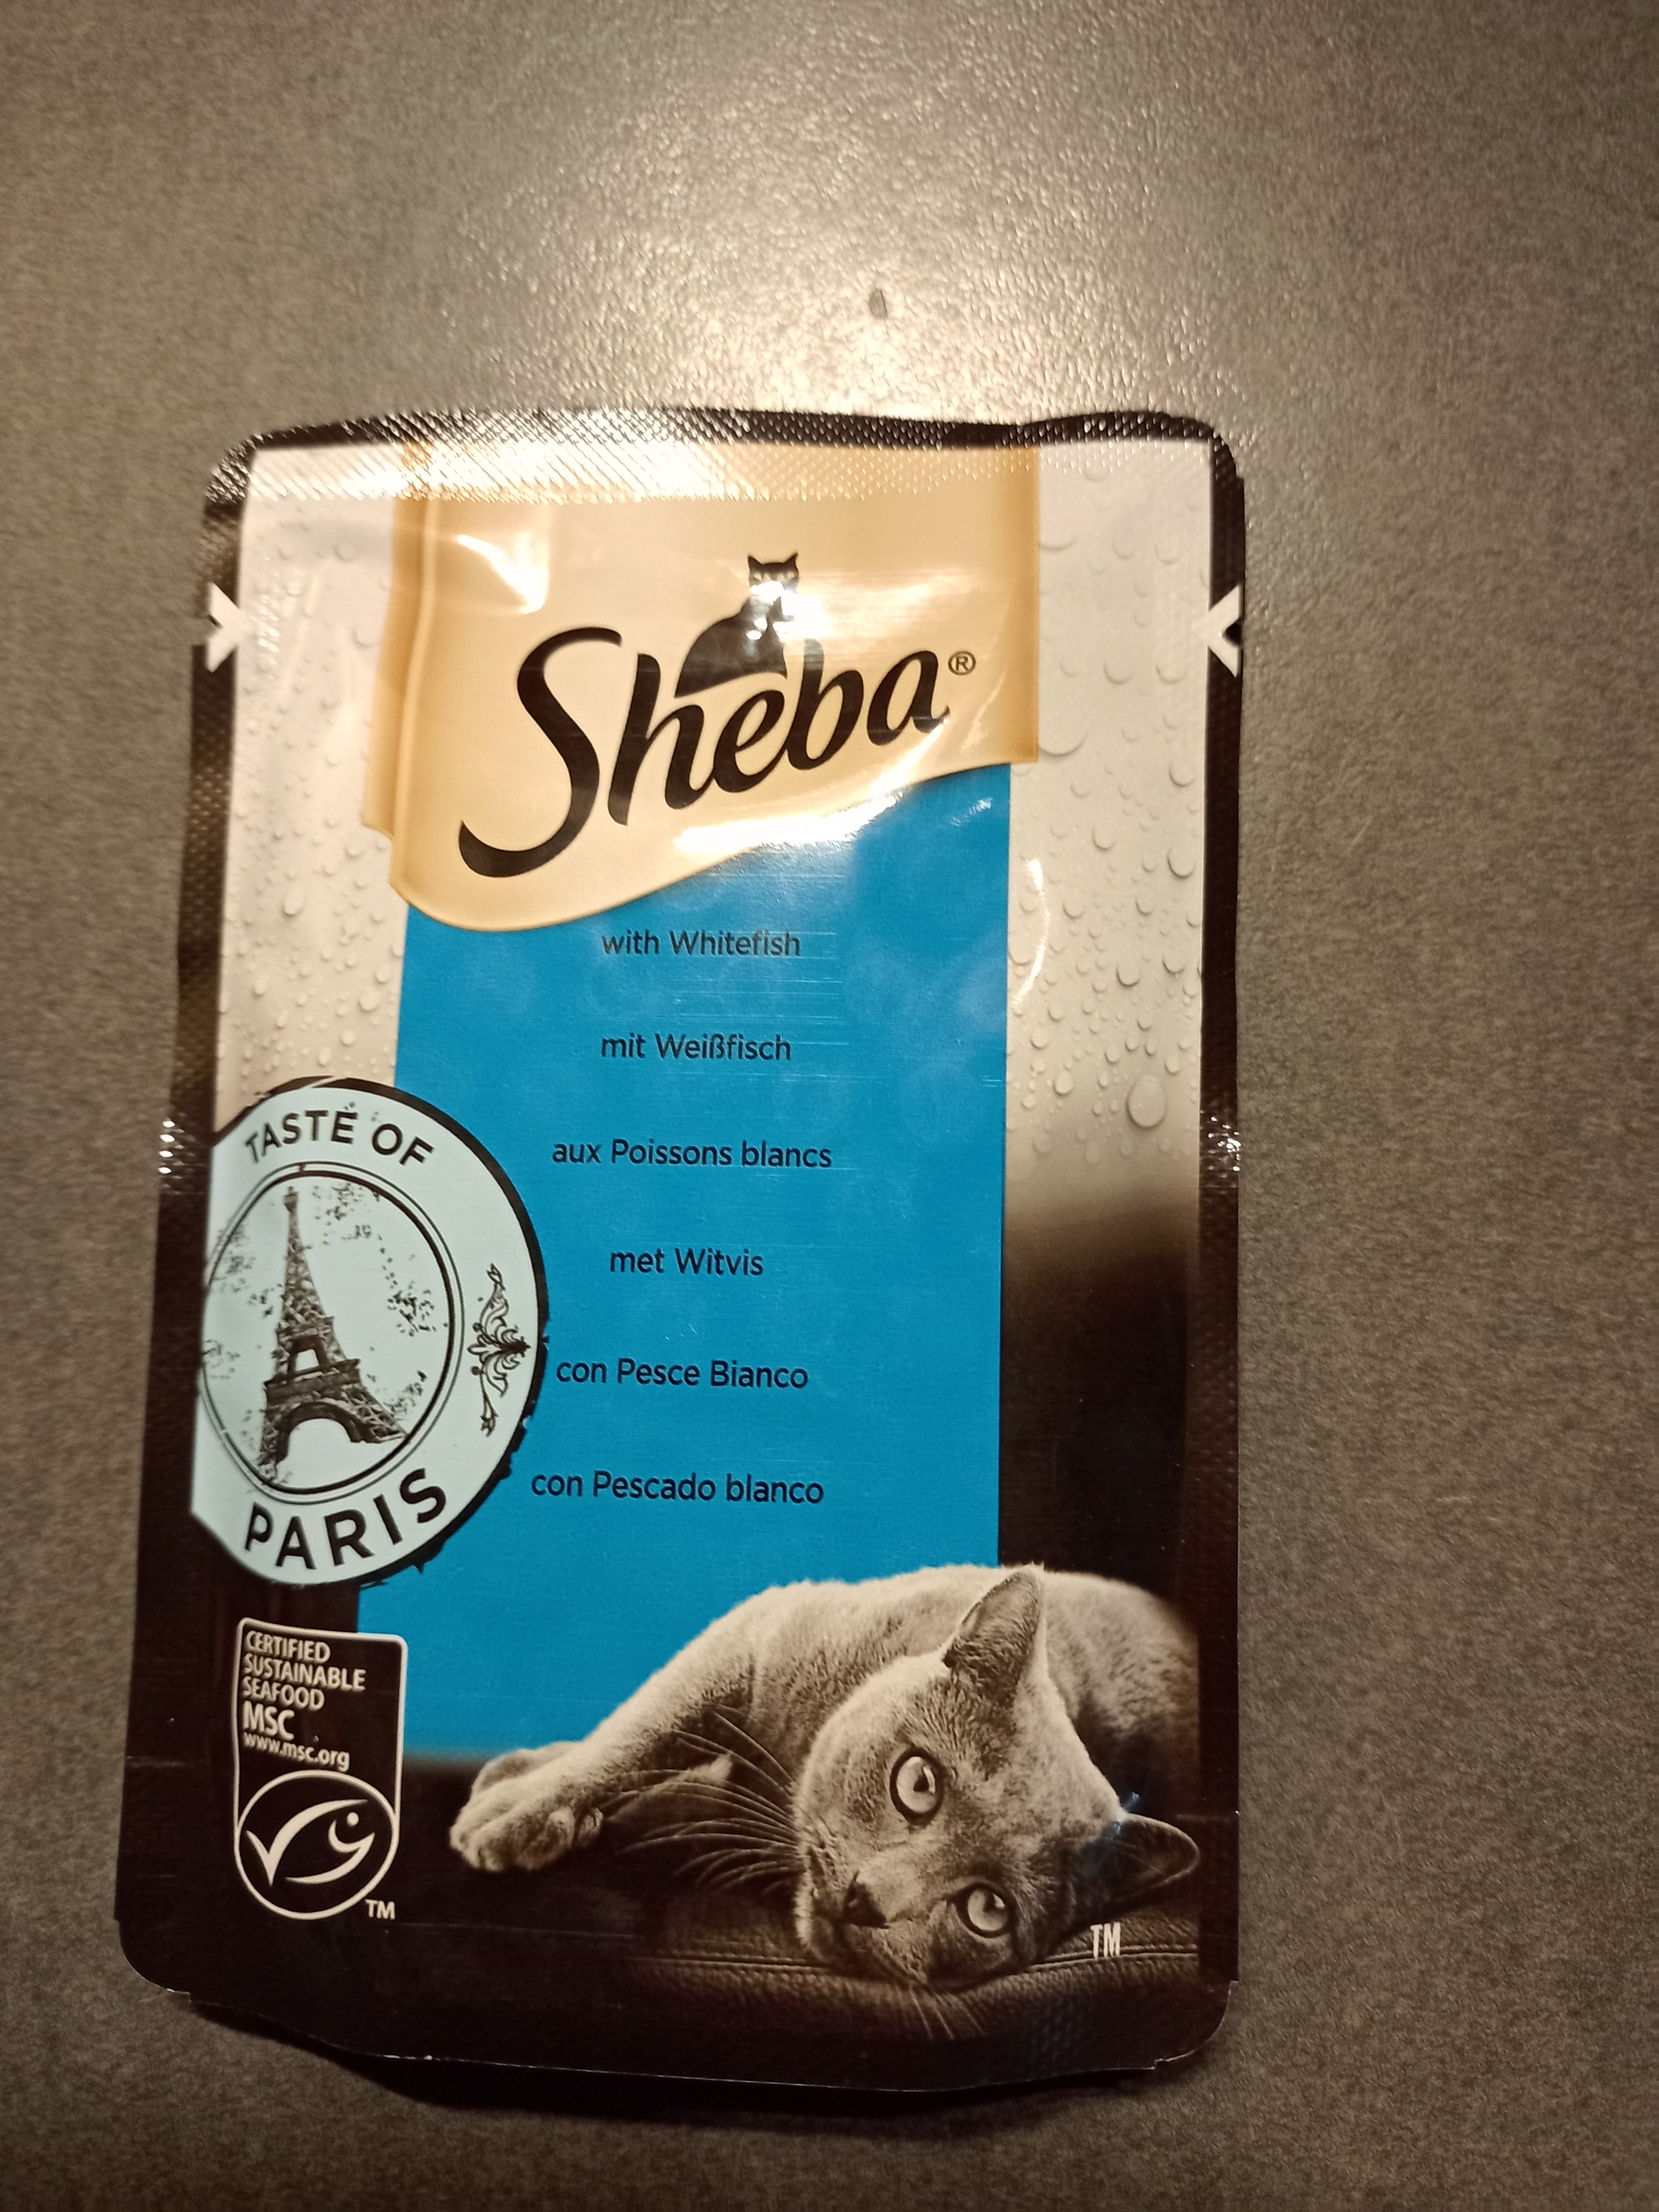 Sheba®
with Whitefish
mit Weißfisch
aux Poissons blancs
met Witvis
con Pesce Bianco
con Pescado blanco
TASTE OF
PARIS
CERTIFIED
SUSTAINABLE
SEAFOOD
MSC
www.msc.org
TM
TM